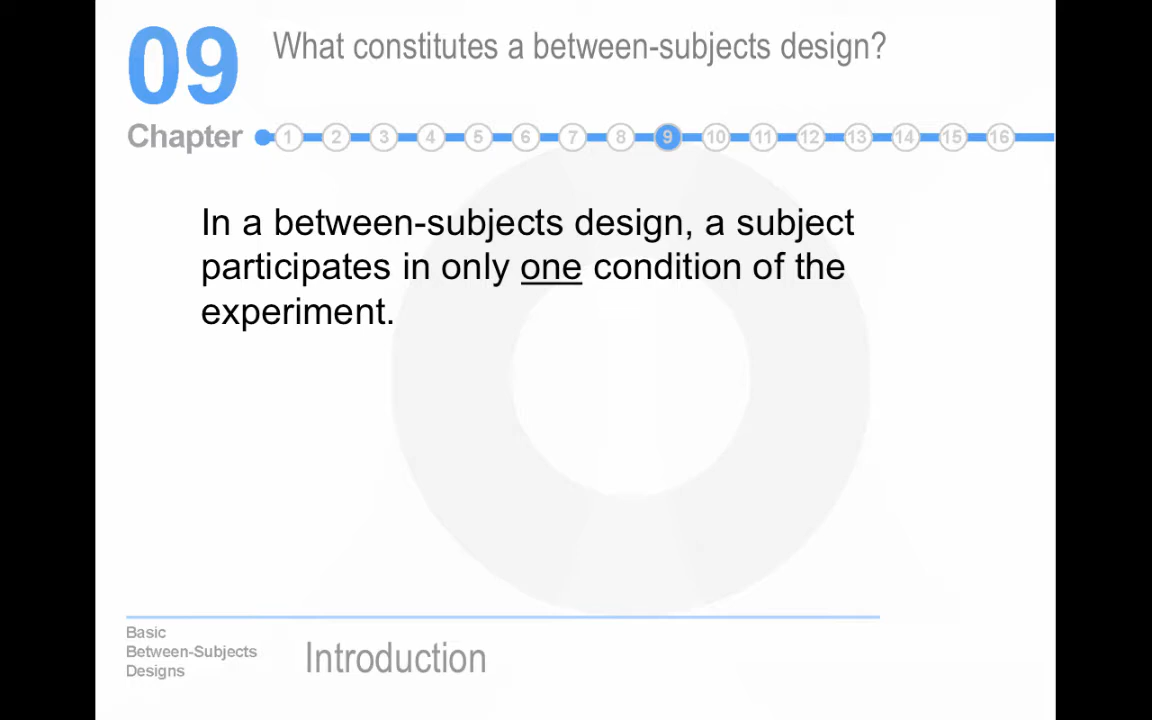 09
What constitutes a between-subjects design?
Chapter
1 2 3 4 5 6 7 8 9 10 11 12 13 14 15 16
In a between-subjects design, a subject
participates in only one condition of the
experiment.
Basic
Between-Subjects
Designs
Introduction